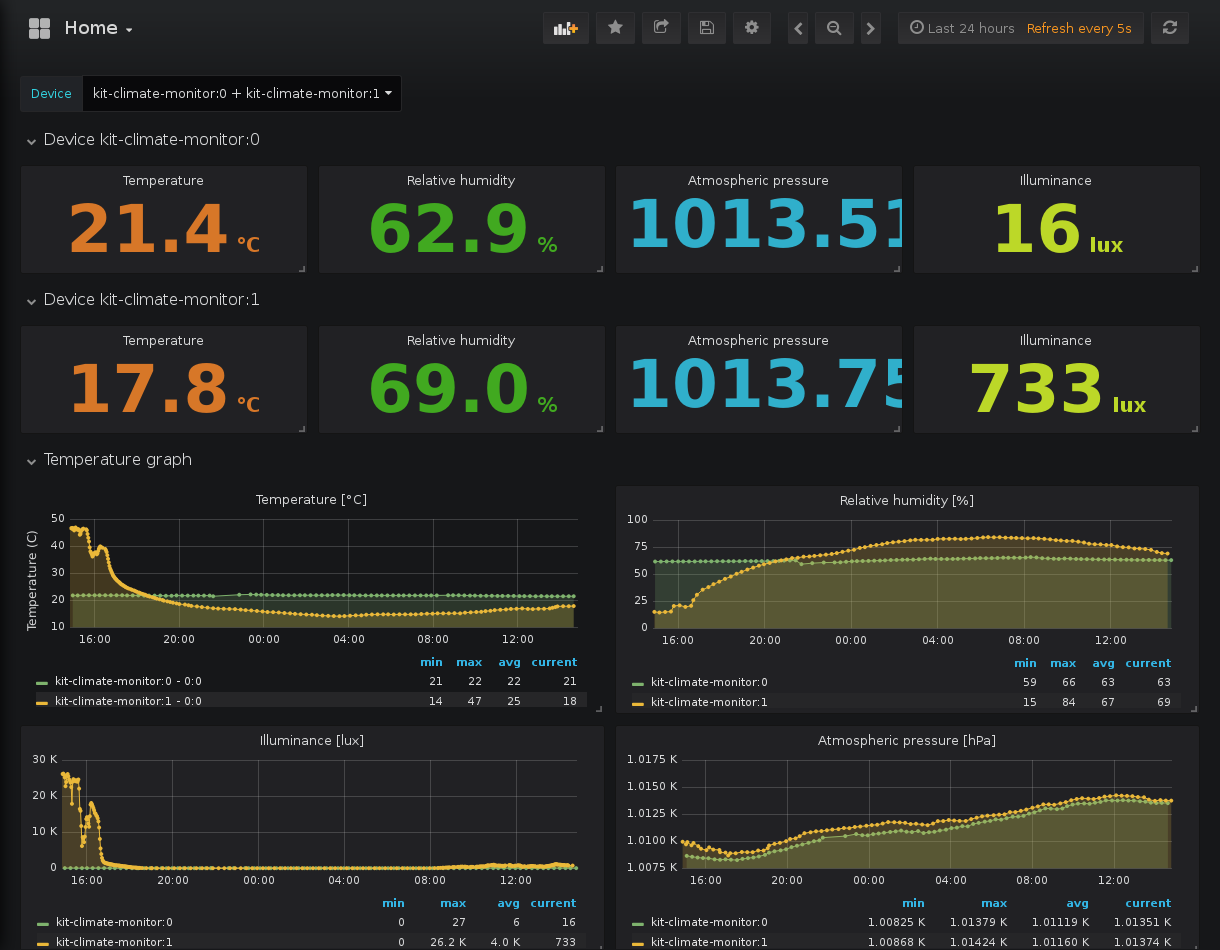 Home
Last 24 hours Refresh every 5s
Device kit-climate-monitor:0 + kit-climate-monitor:1
Device kit-climate-monitor:0
Temperature Relative humidity Atmospheric pressure Illuminance
21.4 °C 62.9 % 1013.51 16 lux
Device kit-climate-monitor:1
Temperature Relative humidity Atmospheric pressure Illuminance
17.8 °C 69.0 % 1013.75 733 lux
Temperature graph
Temperature [°C]
Temperature (C)
50
40
30
20
10
16:00 20:00 00:00 04:00 08:00 12:00
min max avg current
kit-climate-monitor:0 - 0:0 21 22 22 21
kit-climate-monitor:1 - 0:0 14 47 25 18
Relative humidity [%]
100
75
50
25
0
16:00 20:00 00:00 04:00 08:00 12:00
min max avg current
kit-climate-monitor:0 59 66 63 63
kit-climate-monitor:1 15 84 67 69
Illuminance [lux]
30 K
20 K
10 K
0
16:00 20:00 00:00 04:00 08:00 12:00
min max avg current
kit-climate-monitor:0 0 27 6 16
kit-climate-monitor:1 0 26.2 K 4.0 K 733
Atmospheric pressure [hPa]
1.0175 K
1.0150 K
1.0125 K
1.0100 K
1.0075 K
16:00 20:00 00:00 04:00 08:00 12:00
min max avg current
kit-climate-monitor:0 1.00825 K 1.01379 K 1.01119 K 1.01351 K
kit-climate-monitor:1 1.00868 K 1.01424 K 1.01160 K 1.01374 K